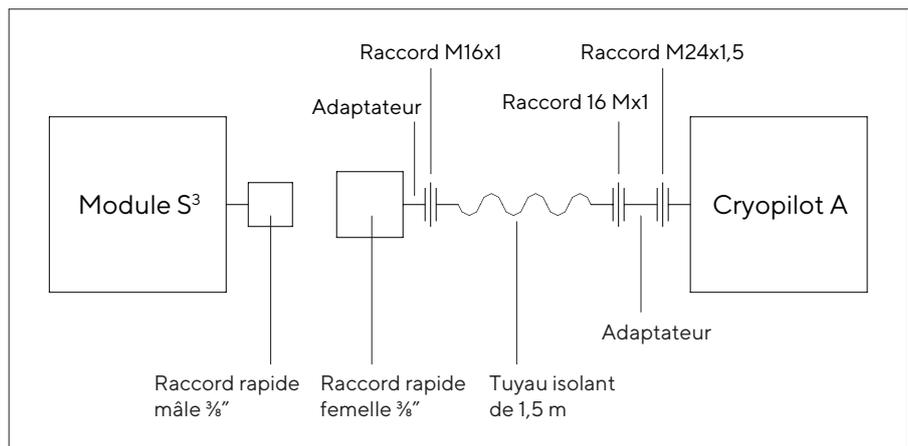 Raccord M16x1
Raccord M24x1,5
Adaptateur
Raccord 16 Mx1
Module S³
Cryopilot A
Adaptateur
Raccord rapide
mâle ⅜”
Raccord rapide
femelle ⅜”
Tuyau isolant
de 1,5 m